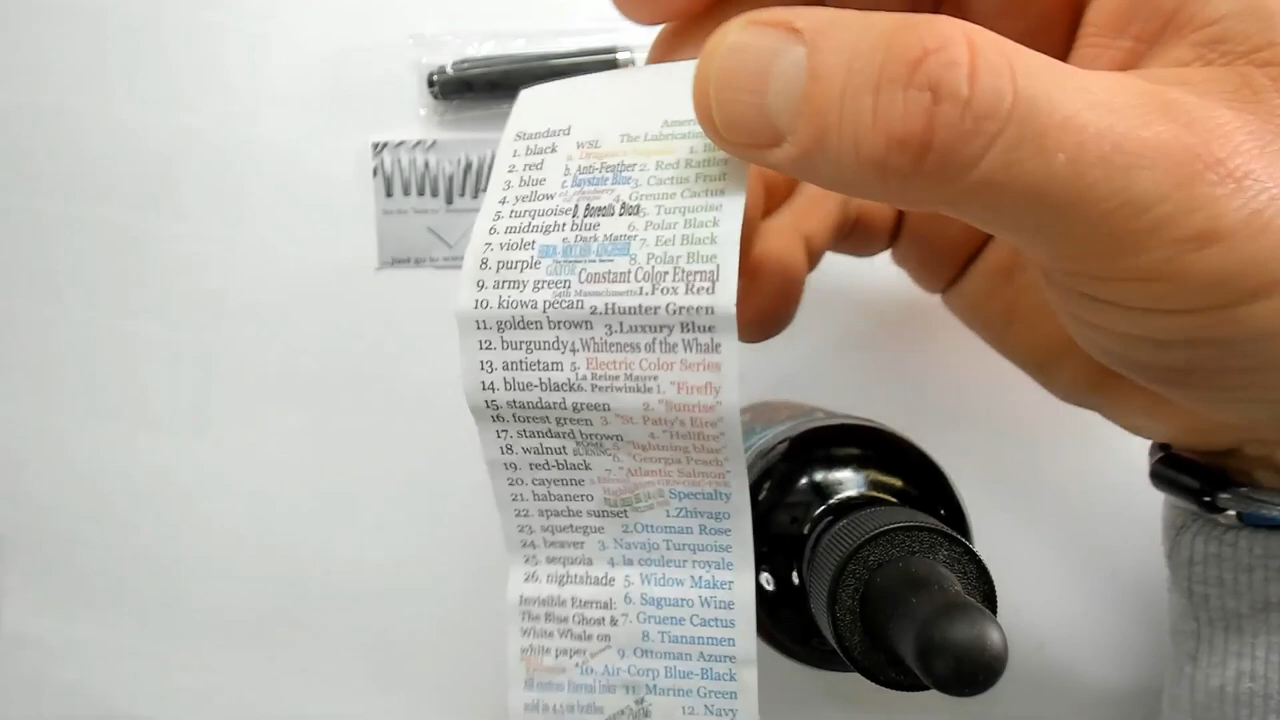 Standard
1. black
2. red
3. blue
4. yellow
5. turquoise
6. midnight blue
7. violet
8. purple
9. army green
10. kiowa pecan
11. golden brown
12. burgundy
13. antietam
14. blue-black
15. standard green
16. forest green
17. standard brown
18. walnut
19. red-black
20. cayenne
21. habanero
22. apache sunset
23. squetegue
24. beaver
25. sequoia
26. nightshade
Invisible Eternal:
The Blue Ghost &
White Whale on
white paper
WSL
b. Anti-Feather
c. Baystate Blue
D. Borealis Black
e. Dark Matter
GATOR
54th Massachusetts
The Lubricating
2. Red Rattler
3. Cactus Fruit
4. Greune Cactus
5. Turquoise
6. Polar Black
7. Eel Black
8. Polar Blue
Constant Color Eternal
1.Fox Red
2.Hunter Green
3.Luxury Blue
4.Whiteness of the Whale
5.
La Reine Mauve
6. Periwinkle
Electric Color Series
1. "Firefly
2. "Sunrise"
3. "St. Patty's Eire"
4. "Hellfire"
5. "lightning blue"
6. "Georgia Peach"
7. "Atlantic Salmon"
Specialty
1.Zhivago
2.Ottoman Rose
3. Navajo Turquoise
4. la couleur royale
5. Widow Maker
6. Saguaro Wine
7. Gruene Cactus
8. Tiananmen
9. Ottoman Azure
10. Air-Corp Blue-Black
11. Marine Green
12. Navy